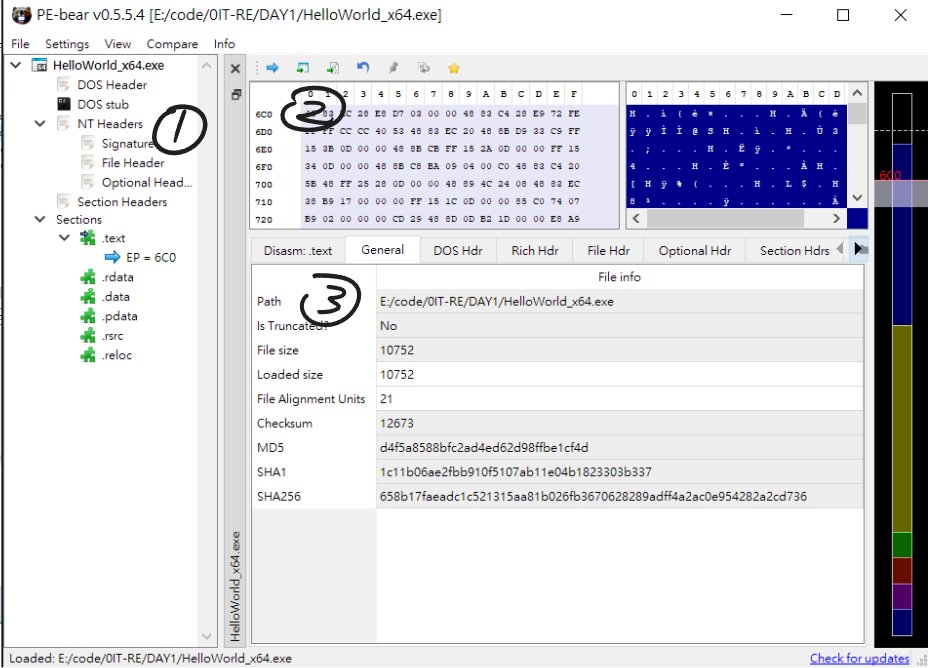 PE-bear v0.5.5.4 [E:/code/0IT-RE/DAY1/HelloWorld_x64.exe]
File Settings View Compare Info
HelloWorld_x64.exe
DOS Header
DOS stub
NT Headers
Signature
File Header
Optional Head...
Section Headers
Sections
.text
EP = 6C0
.rdata
.data
.pdata
.rsrc
.reloc
1
HelloWorld_x64.exe
2
0 1 2 3 4 5 6 7 8 9 A B C D E F
6C0 83 EC 28 E8 D7 03 00 00 48 83 C4 28 E9 72 FE
6D0 FF CC CC 40 53 48 83 EC 20 48 8B D9 33 C9 FF
6E0 15 3B 0D 00 00 48 8B CB FF 15 2A 0D 00 00 FF 15
6F0 34 0D 00 00 48 8B C8 BA 09 04 00 C0 48 83 C4 20
700 5B 48 FF 25 28 0D 00 00 48 89 4C 24 08 48 83 EC
710 38 B9 17 00 00 00 FF 15 1C 0D 00 00 85 C0 74 07
720 B9 02 00 00 00 CD 29 48 8D 0D B2 1D 00 00 E8 A9
0 1 2 3 4 5 6 7 8 9 A B C D
H . ì ( è × . . . H . Ä ( é
ÿ ÿ Ì Ì @ S H . ì . H . Ù 3
. ; . . . H . Ë ÿ . * . . .
4 . . . H . È º . . . À H .
[ H ÿ % ( . . . H . L $ . H
8 ¹ . . . . ÿ . . . . . . À
6C0
Disasm: .text General DOS Hdr Rich Hdr File Hdr Optional Hdr Section Hdrs
File info
3
Path E:/code/0IT-RE/DAY1/HelloWorld_x64.exe
Is Truncated? No
File size 10752
Loaded size 10752
File Alignment Units 21
Checksum 12673
MD5 d4f5a8588bfc2ad4ed62d98ffbe1cf4d
SHA1 1c11b06ae2fbb910f5107ab11e04b1823303b337
SHA256 658b17faeadc1c521315aa81b026fb3670628289adff4a2ac0e954282a2cd736
Loaded: E:/code/0IT-RE/DAY1/HelloWorld_x64.exe
Check for updates